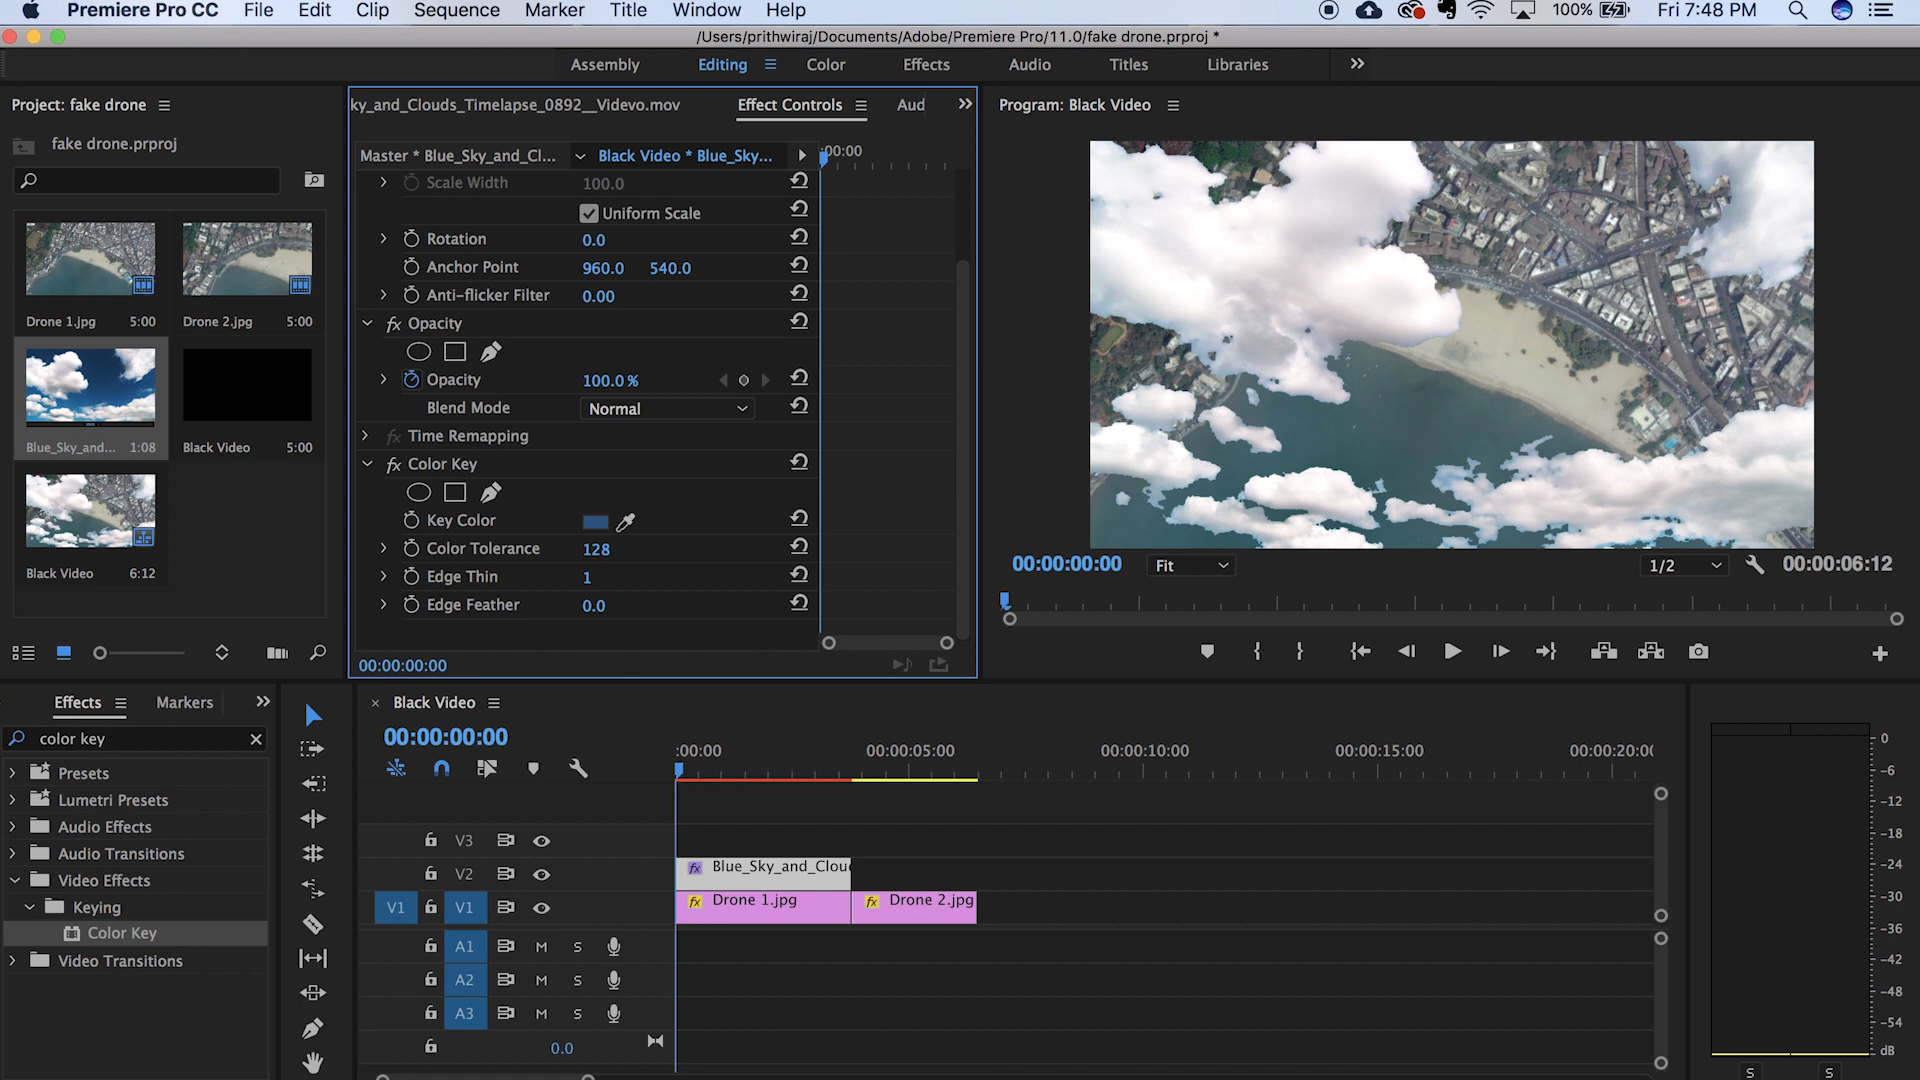 Premiere Pro CC File Edit Clip Sequence Marker Title Window Help 100% Fri 7:48 PM
/Users/prithwiraj/Documents/Adobe/Premiere Pro/11.0/fake drone.prproj *
Assembly Editing Color Effects Audio Titles Libraries
Project: fake drone
fake drone.prproj
Drone 1.jpg 5:00
Drone 2.jpg 5:00
Blue_Sky_and... 1:08
Black Video 5:00
Black Video 6:12
ky_and_Clouds_Timelapse_0892__Videvo.mov Effect Controls Aud
Master * Blue_Sky_and_Cl... Black Video * Blue_Sky... :00:00
Scale Width 100.0
Uniform Scale
Rotation 0.0
Anchor Point 960.0 540.0
Anti-flicker Filter 0.00
fx Opacity
Opacity 100.0 %
Blend Mode Normal
fx Time Remapping
fx Color Key
Key Color
Color Tolerance 128
Edge Thin 1
Edge Feather 0.0
00:00:00:00
Program: Black Video
00:00:00:00 Fit 1/2 00:00:06:12
Effects Markers
color key
Presets
Lumetri Presets
Audio Effects
Audio Transitions
Video Effects
Keying
Color Key
Video Transitions
Black Video
00:00:00:00
:00:00 00:00:05:00 00:00:10:00 00:00:15:00 00:00:20:00
V3
V2 fx Blue_Sky_and_Clou
V1 V1 fx Drone 1.jpg fx Drone 2.jpg
A1 M S
A2 M S
A3 M S
0.0
0
-6
-12
-18
-24
-30
-36
-42
-48
-54
dB
S S